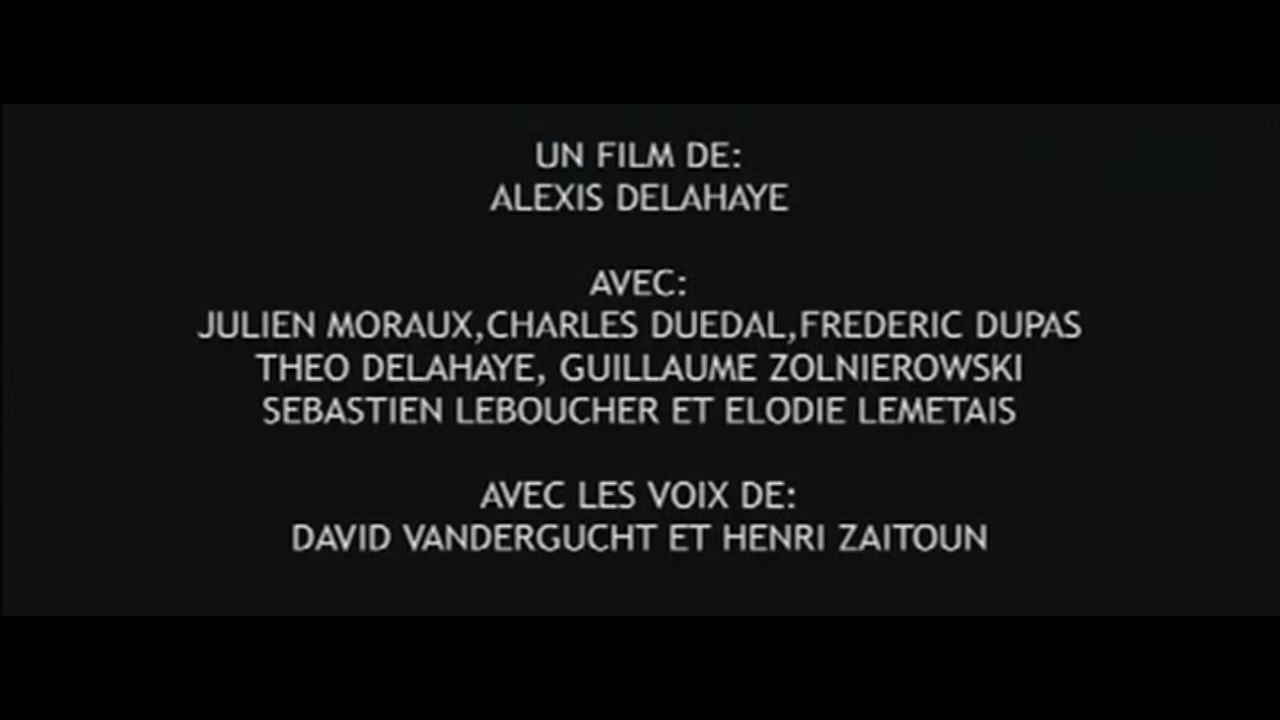 UN FILM DE:
ALEXIS DELAHAYE
AVEC:
JULIEN MORAUX,CHARLES DUEDAL,FREDERIC DUPAS
THEO DELAHAYE, GUILLAUME ZOLNIEROWSKI
SEBASTIEN LEBOUCHER ET ELODIE LEMETAIS
AVEC LES VOIX DE:
DAVID VANDERGUCHT ET HENRI ZAITOUN